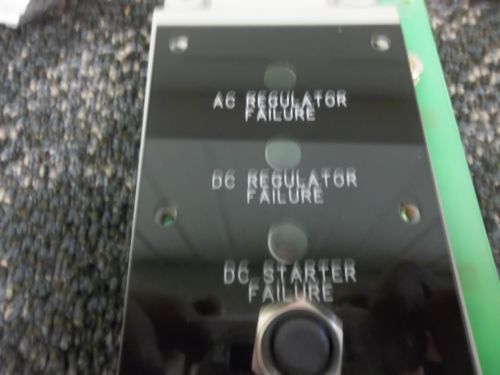 AC REGULATOR
FAILURE
DC REGULATOR
FAILURE
DC STARTER
FAILURE